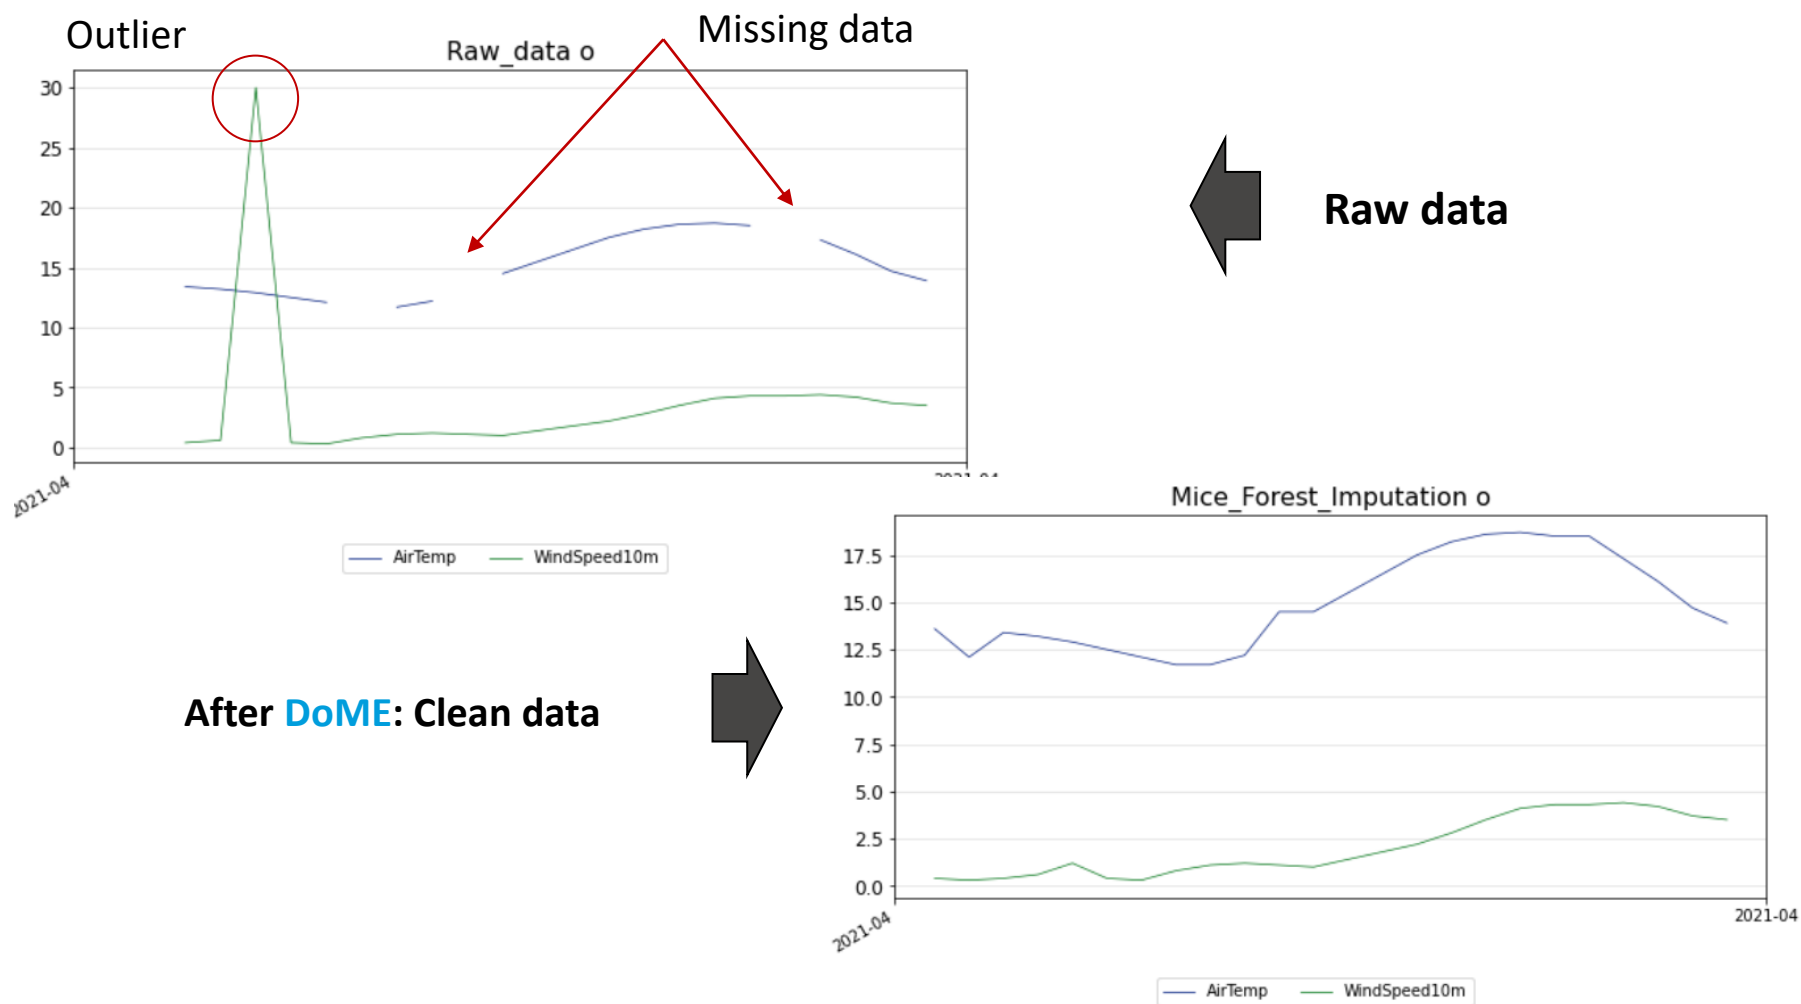 Outlier
Missing data
Raw_data o
30
25
20
15
10
5
0
2021-04
2021-04
AirTemp
WindSpeed10m
Raw data
Mice_Forest_Imputation o
17.5
15.0
12.5
10.0
7.5
5.0
2.5
0.0
2021-04
2021-04
AirTemp
WindSpeed10m
After DoME: Clean data